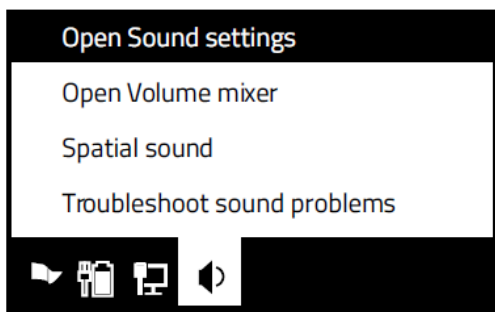 Open Sound settings
Open Volume mixer
Spatial sound
Troubleshoot sound problems